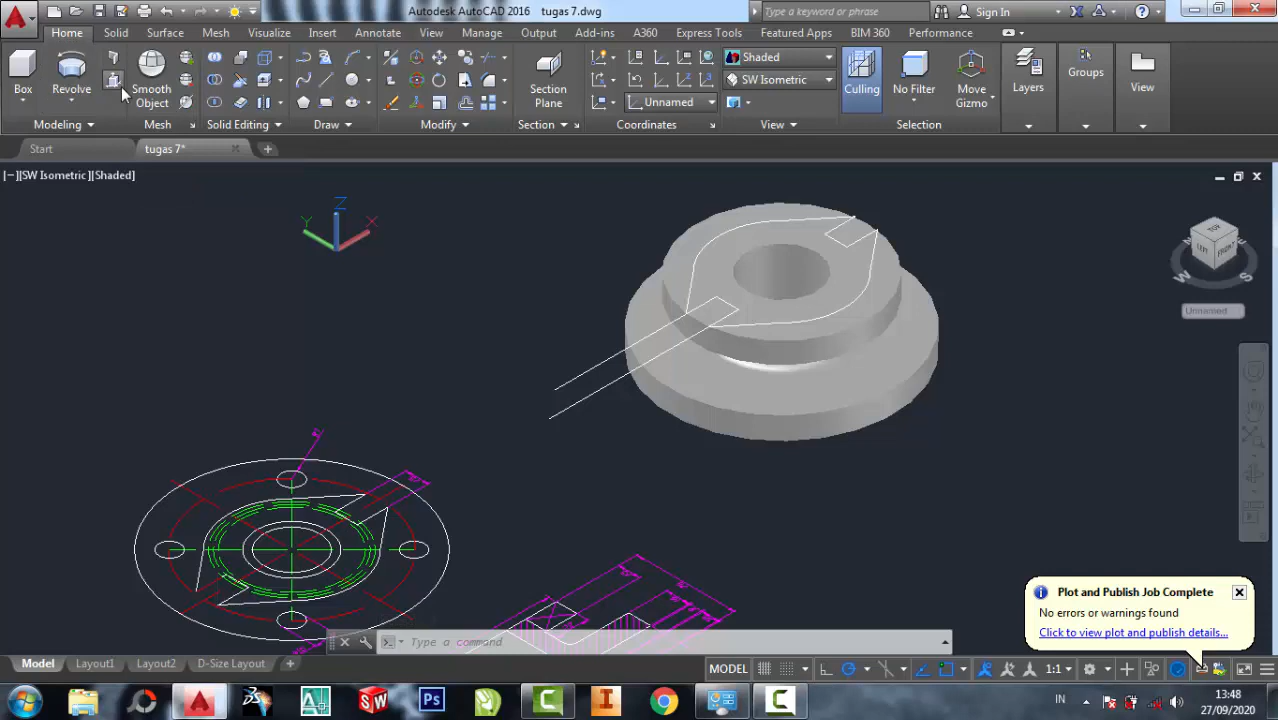 Autodesk AutoCAD 2016 tugas 7.dwg
Type a keyword or phrase
Sign In
Home Solid Surface Mesh Visualize Insert Annotate View Manage Output Add-ins A360 Express Tools Featured Apps BIM 360 Performance
Shaded
SW Isometric
Unnamed
Box
Revolve
Smooth
Object
Section
Plane
Culling
No Filter
Move
Gizmo
Layers
Groups
View
Modeling
Mesh
Solid Editing
Draw
Modify
Section
Coordinates
View
Selection
Start
tugas 7*
[−][SW Isometric][Shaded]
Z
Y
X
TOP
LEFT
FRONT
W
S
Unnamed
Plot and Publish Job Complete
No errors or warnings found
Click to view plot and publish details...
Type a command
Model Layout1 Layout2 D-Size Layout
MODEL
1:1
IN
13:48
27/09/2020